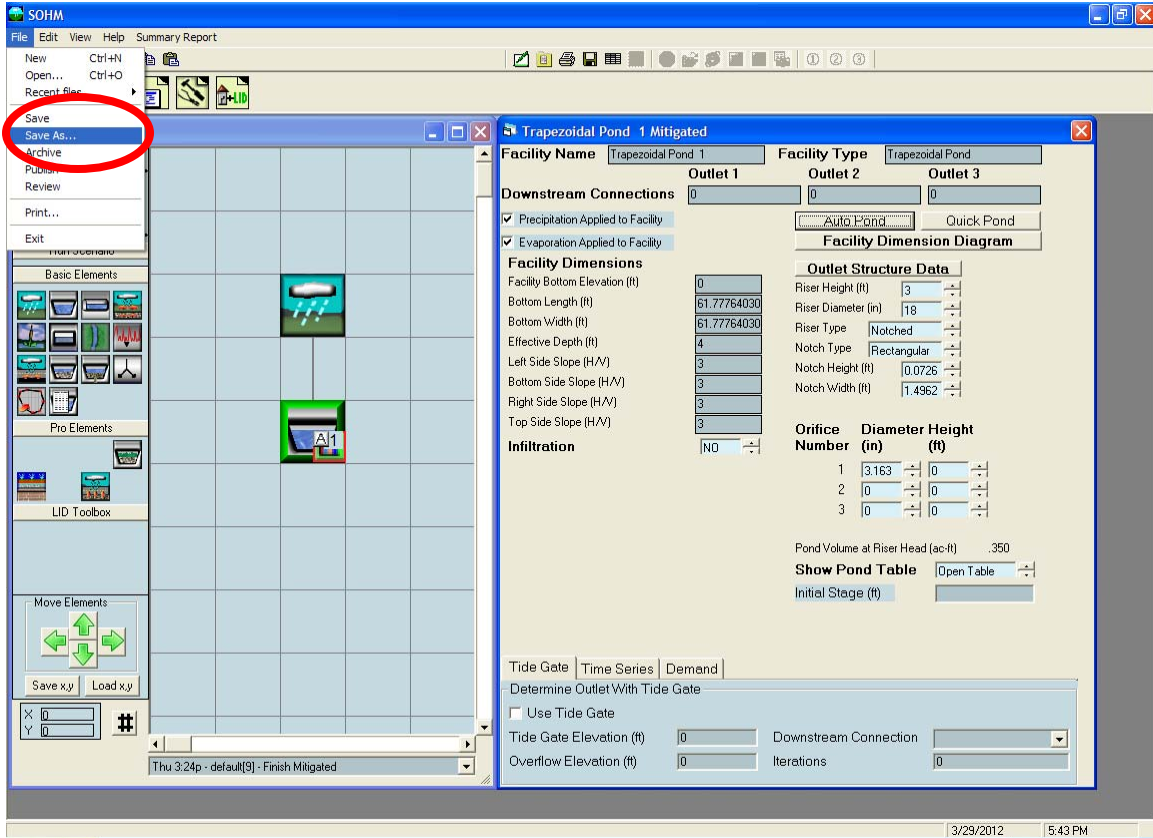 SOHM
File Edit View Help Summary Report
New Ctrl+N
Open... Ctrl+O
Recent files
Save
Save As...
Archive
Publish
Review
Print...
Exit
Run Scenario
Basic Elements
Pro Elements
LID Toolbox
Move Elements
Save x,y Load x,y
X 0
Y 0
#
+LID
1 2 3
A 1
Thu 3:24p - default[9] - Finish Mitigated
Trapezoidal Pond 1 Mitigated
Facility Name Trapezoidal Pond 1 Facility Type Trapezoidal Pond
Outlet 1 Outlet 2 Outlet 3
Downstream Connections 0 0 0
Precipitation Applied to Facility Auto Pond Quick Pond
Evaporation Applied to Facility Facility Dimension Diagram
Facility Dimensions
Facility Bottom Elevation (ft) 0
Bottom Length (ft) 61.77764030
Bottom Width (ft) 61.77764030
Effective Depth (ft) 4
Left Side Slope (H/V) 3
Bottom Side Slope (H/V) 3
Right Side Slope (H/V) 3
Top Side Slope (H/V) 3
Infiltration NO
Outlet Structure Data
Riser Height (ft) 3
Riser Diameter (in) 18
Riser Type Notched
Notch Type Rectangular
Notch Height (ft) 0.0726
Notch Width (ft) 1.4962
Orifice Diameter Height
Number (in) (ft)
1 3.163 0
2 0 0
3 0 0
Pond Volume at Riser Head (ac-ft) .350
Show Pond Table Open Table
Initial Stage (ft)
Tide Gate Time Series Demand
Determine Outlet With Tide Gate
Use Tide Gate
Tide Gate Elevation (ft) 0 Downstream Connection
Overflow Elevation (ft) 0 Iterations 0
3/29/2012 5:43 PM